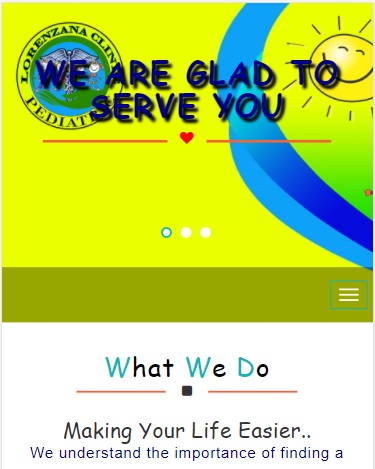 LORENZANA CLIN
PEDIAT
WE ARE GLAD TO
SERVE YOU
What We Do
Making Your Life Easier..
We understand the importance of finding a